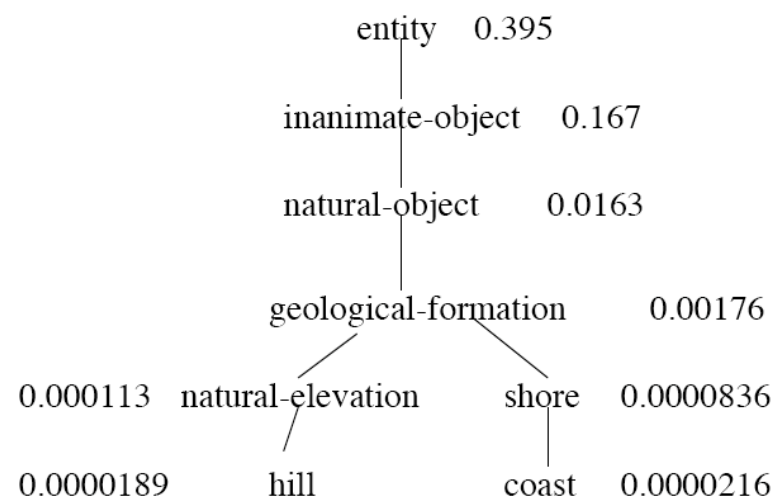 entity 0.395
inanimate-object 0.167
natural-object 0.0163
geological-formation 0.00176
0.000113 natural-elevation shore 0.0000836
0.0000189 hill coast 0.0000216